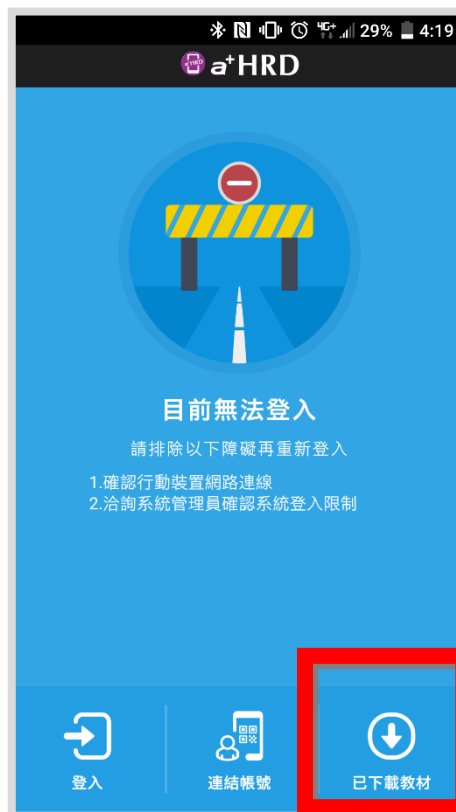 4G+ 29% 4:19
a+HRD
目前無法登入
請排除以下障礙再重新登入
1.確認行動裝置網路連線
2.洽詢系統管理員確認系統登入限制
登入
連結帳號
已下載教材